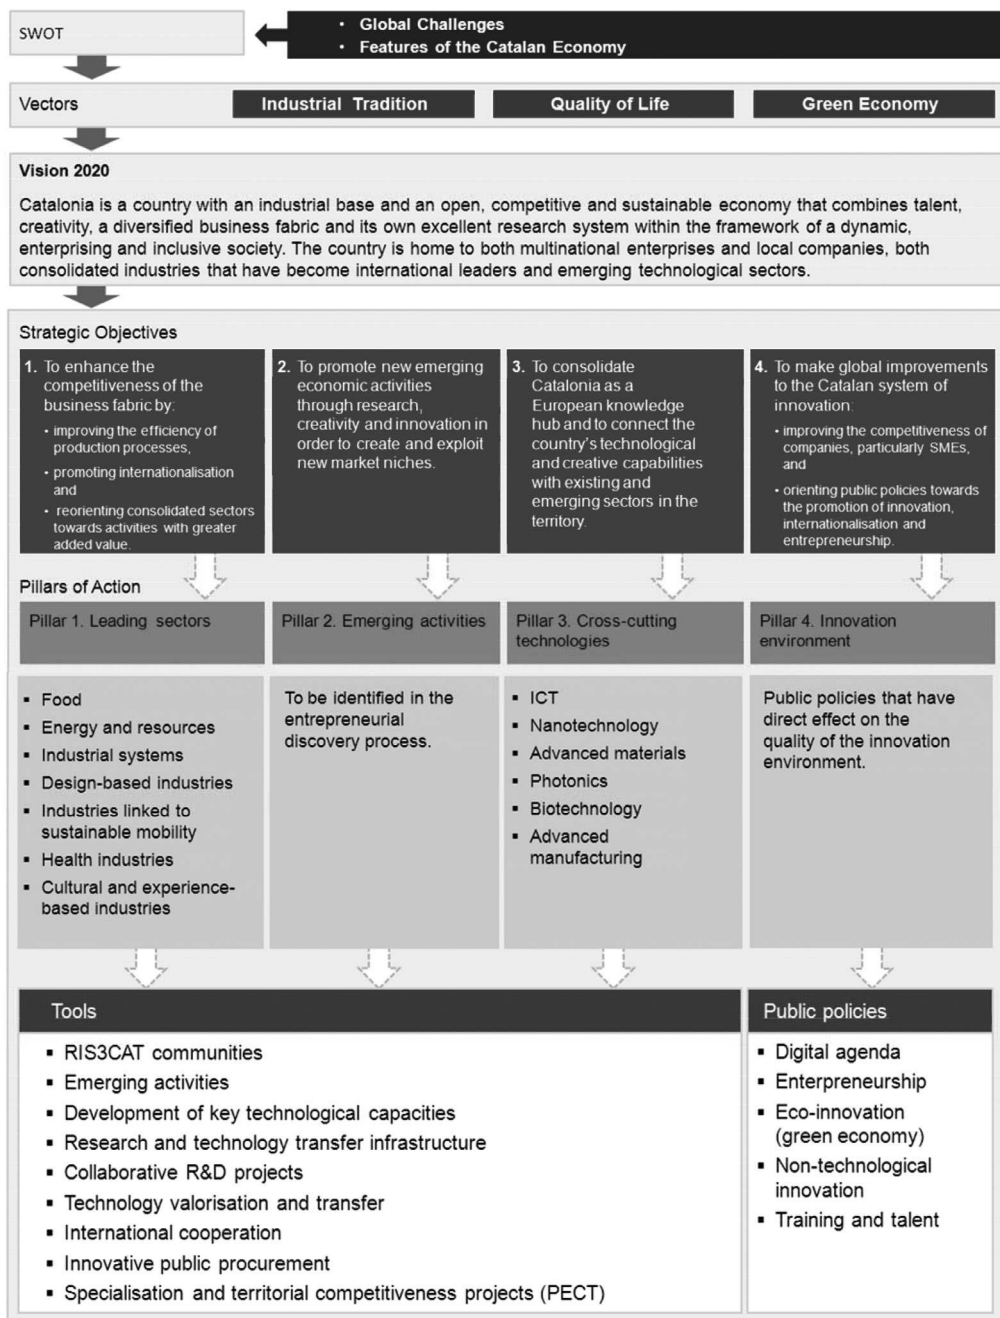 SWOT
• Global Challenges
• Features of the Catalan Economy
Vectors
Industrial Tradition
Quality of Life
Green Economy
Vision 2020
Catalonia is a country with an industrial base and an open, competitive and sustainable economy that combines talent,
creativity, a diversified business fabric and its own excellent research system within the framework of a dynamic,
enterprising and inclusive society. The country is home to both multinational enterprises and local companies, both
consolidated industries that have become international leaders and emerging technological sectors.
Strategic Objectives
1. To enhance the
competitiveness of the
business fabric by:
• improving the efficiency of
production processes,
• promoting internationalisation
and
• reorienting consolidated sectors
towards activities with greater
added value.
2. To promote new emerging
economic activities
through research,
creativity and innovation in
order to create and exploit
new market niches.
3. To consolidate
Catalonia as a
European knowledge
hub and to connect the
country's technological
and creative capabilities
with existing and
emerging sectors in the
territory.
4. To make global improvements
to the Catalan system of
innovation:
• improving the competitiveness of
companies, particularly SMEs,
and
• orienting public policies towards
the promotion of innovation,
internationalisation and
entrepreneurship.
Pillars of Action
Pillar 1. Leading sectors
Pillar 2. Emerging activities
Pillar 3. Cross-cutting
technologies
Pillar 4. Innovation
environment
▪ Food
▪ Energy and resources
▪ Industrial systems
▪ Design-based industries
▪ Industries linked to
sustainable mobility
▪ Health industries
▪ Cultural and experience-
based industries
To be identified in the
entrepreneurial
discovery process.
▪ ICT
▪ Nanotechnology
▪ Advanced materials
▪ Photonics
▪ Biotechnology
▪ Advanced
manufacturing
Public policies that have
direct effect on the
quality of the innovation
environment.
Tools
▪ RIS3CAT communities
▪ Emerging activities
▪ Development of key technological capacities
▪ Research and technology transfer infrastructure
▪ Collaborative R&D projects
▪ Technology valorisation and transfer
▪ International cooperation
▪ Innovative public procurement
▪ Specialisation and territorial competitiveness projects (PECT)
Public policies
▪ Digital agenda
▪ Enterpreneurship
▪ Eco-innovation
(green economy)
▪ Non-technological
innovation
▪ Training and talent